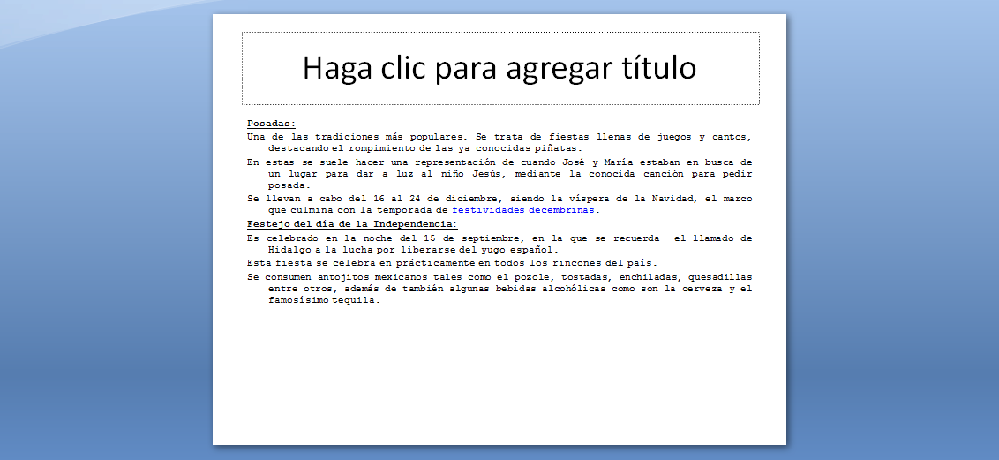 Haga clic para agregar título
Posadas:
Una de las tradiciones más populares. Se trata de fiestas llenas de juegos y cantos,
destacando el rompimiento de las ya conocidas piñatas.
En estas se suele hacer una representación de cuando José y María estaban en busca de
un lugar para dar a luz al niño Jesús, mediante la conocida canción para pedir
posada.
Se llevan a cabo del 16 al 24 de diciembre, siendo la víspera de la Navidad, el marco
que culmina con la temporada de festividades decembrinas.
Festejo del día de la Independencia:
Es celebrado en la noche del 15 de septiembre, en la que se recuerda  el llamado de
Hidalgo a la lucha por liberarse del yugo español.
Esta fiesta se celebra en prácticamente en todos los rincones del país.
Se consumen antojitos mexicanos tales como el pozole, tostadas, enchiladas, quesadillas
entre otros, además de también algunas bebidas alcohólicas como son la cerveza y el
famosísimo tequila.